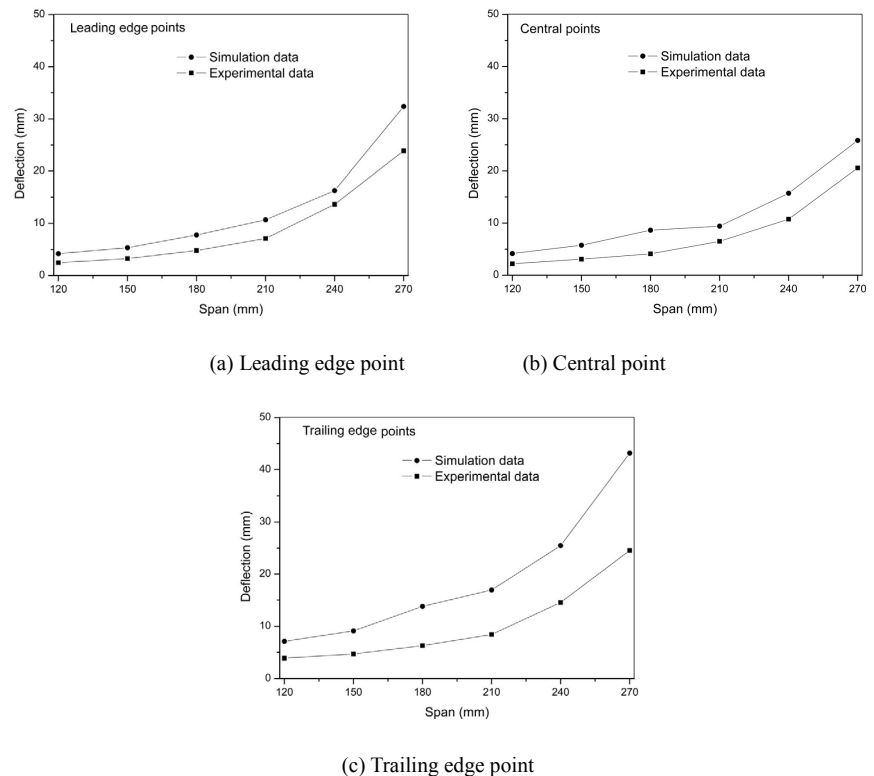 50
40
30
20
10
0
Deflection (mm)
Leading edge points
Simulation data
Experimental data
120 150 180 210 240 270
Span (mm)
(a) Leading edge point
50
40
30
20
10
0
Deflection (mm)
Central points
Simulation data
Experimental data
120 150 180 210 240 270
Span (mm)
(b) Central point
50
40
30
20
10
0
Deflection (mm)
Trailing edge points
Simulation data
Experimental data
120 150 180 210 240 270
Span (mm)
(c) Trailing edge point